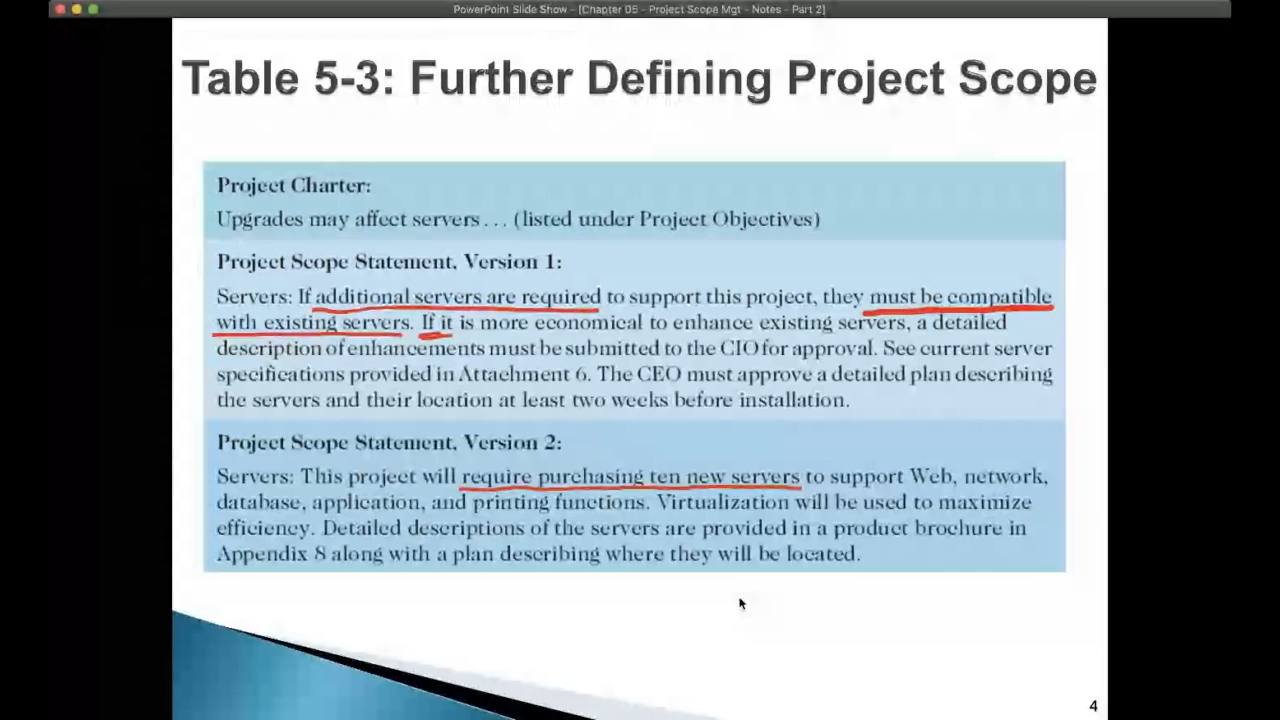 PowerPoint Slide Show - [Chapter 05 - Project Scope Mgt - Notes - Part 2]
Table 5-3: Further Defining Project Scope
Project Charter:
Upgrades may affect servers . . . (listed under Project Objectives)
Project Scope Statement, Version 1:
Servers: If additional servers are required to support this project, they must be compatible
with existing servers. If it is more economical to enhance existing servers, a detailed
description of enhancements must be submitted to the CIO for approval. See current server
specifications provided in Attachment 6. The CEO must approve a detailed plan describing
the servers and their location at least two weeks before installation.
Project Scope Statement, Version 2:
Servers: This project will require purchasing ten new servers to support Web, network,
database, application, and printing functions. Virtualization will be used to maximize
efficiency. Detailed descriptions of the servers are provided in a product brochure in
Appendix 8 along with a plan describing where they will be located.
4